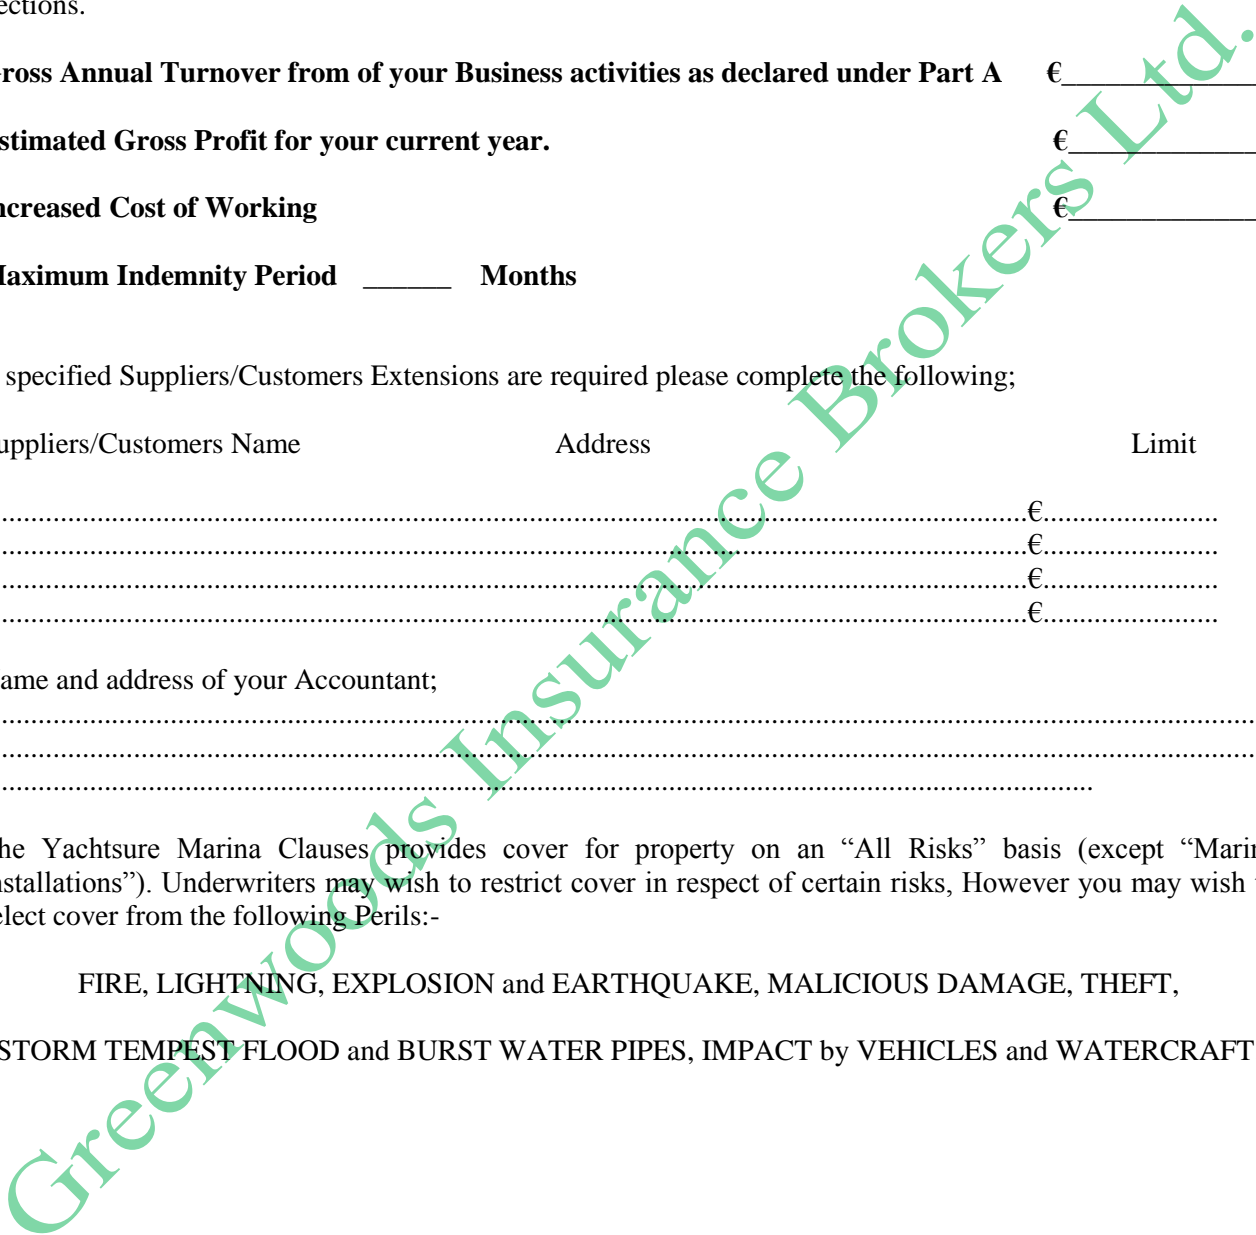 ections.
ross Annual Turnover from of your Business activities as declared under Part A €_______________
stimated Gross Profit for your current year. €_______________
ncreased Cost of Working €_______________
Maximum Indemnity Period ______ Months
specified Suppliers/Customers Extensions are required please complete the following;
uppliers/Customers Name Address Limit
..........€..........
..........€..........
..........€..........
..........€..........
ame and address of your Accountant;
..........
..........
..........
he Yachtsure Marina Clauses provides cover for property on an “All Risks” basis (except “Marin
nstallations”). Underwriters may wish to restrict cover in respect of certain risks, However you may wish t
elect cover from the following Perils:-
FIRE, LIGHTNING, EXPLOSION and EARTHQUAKE, MALICIOUS DAMAGE, THEFT,
STORM TEMPEST FLOOD and BURST WATER PIPES, IMPACT by VEHICLES and WATERCRAFT
Greenwoods Insurance Brokers Ltd.